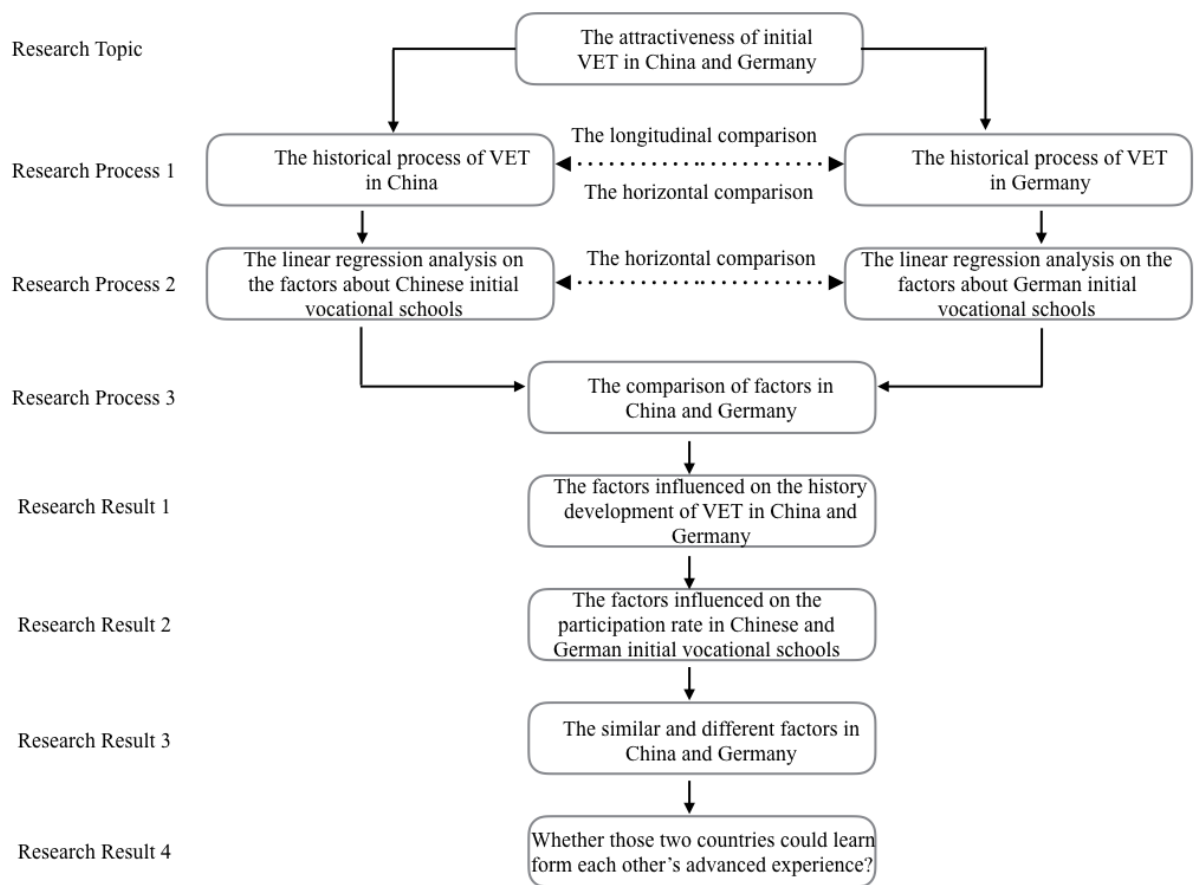 Research Topic
The attractiveness of initial
VET in China and Germany
Research Process 1
The historical process of VET
in China
The longitudinal comparison
The horizontal comparison
The historical process of VET
in Germany
Research Process 2
The linear regression analysis on
the factors about Chinese initial
vocational schools
The horizontal comparison
The linear regression analysis on the
factors about German initial
vocational schools
Research Process 3
The comparison of factors in
China and Germany
Research Result 1
The factors influenced on the history
development of VET in China and
Germany
Research Result 2
The factors influenced on the
participation rate in Chinese and
German initial vocational schools
Research Result 3
The similar and different factors in
China and Germany
Research Result 4
Whether those two countries could learn
form each other's advanced experience?